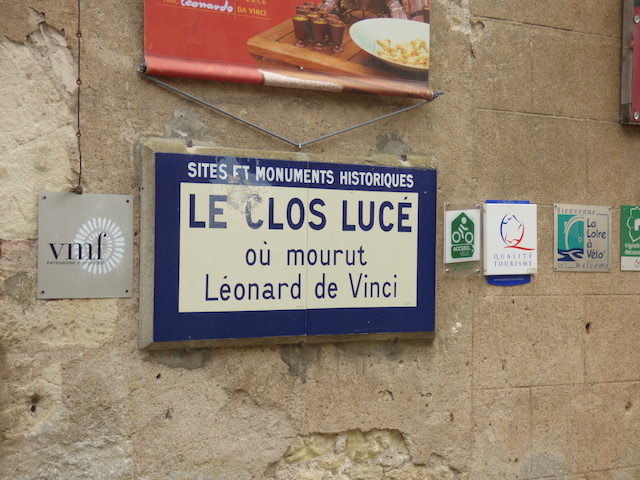 Léonardo
DA VINCI
SITES ET MONUMENTS HISTORIQUES
LE CLOS LUCÉ
où mourut
Léonard de Vinci
vmf
ACCUEIL
VÉLO
QUALITÉ
TOURISME
Bienvenue
La
Loire
à
Vélo
Welcome